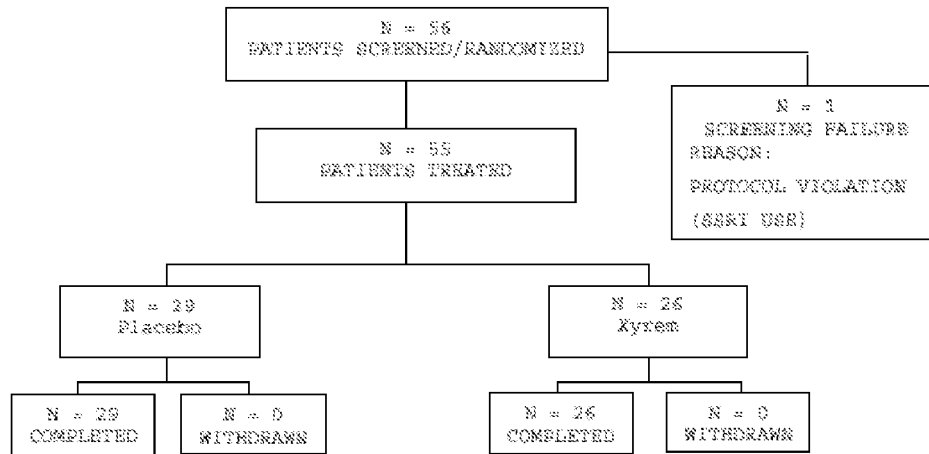 N = 56
PATIENTS SCREENED/RANDOMIZED
N = 1
SCREENING FAILURE
REASON:
PROTOCOL VIOLATION
(SSRI USE)
N = 55
PATIENTS TREATED
N = 29
Placebo
N = 26
Xyrem
N = 29
COMPLETED
N = 0
WITHDRAWN
N = 26
COMPLETED
N = 0
WITHDRAWN